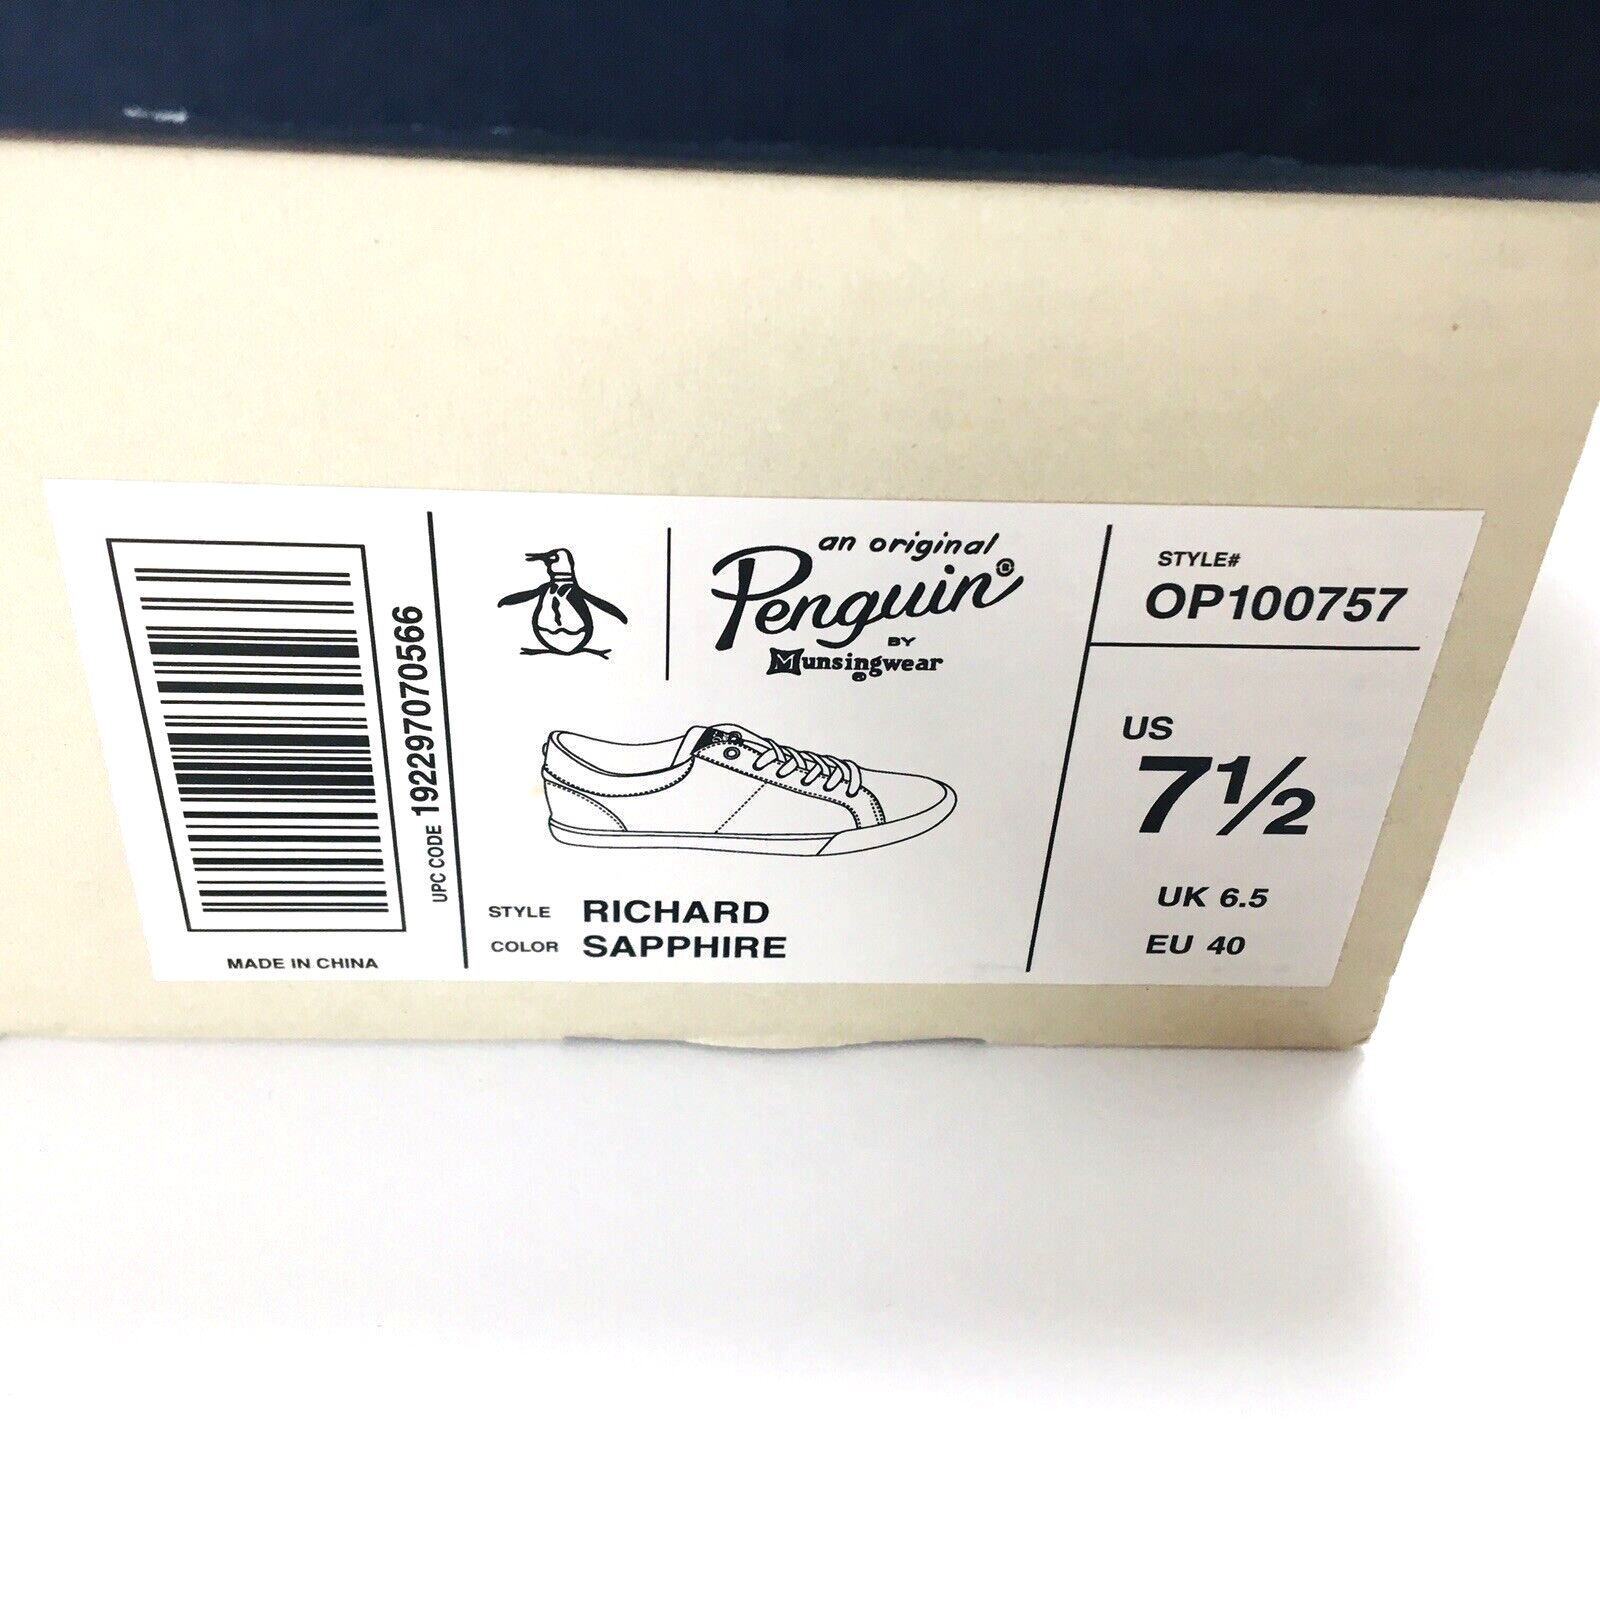 UPC CODE 192297070566
MADE IN CHINA
an original
Penguin®
BY
Munsingwear
®
STYLE RICHARD
COLOR SAPPHIRE
STYLE#
OP100757
US
7½
UK 6.5
EU 40